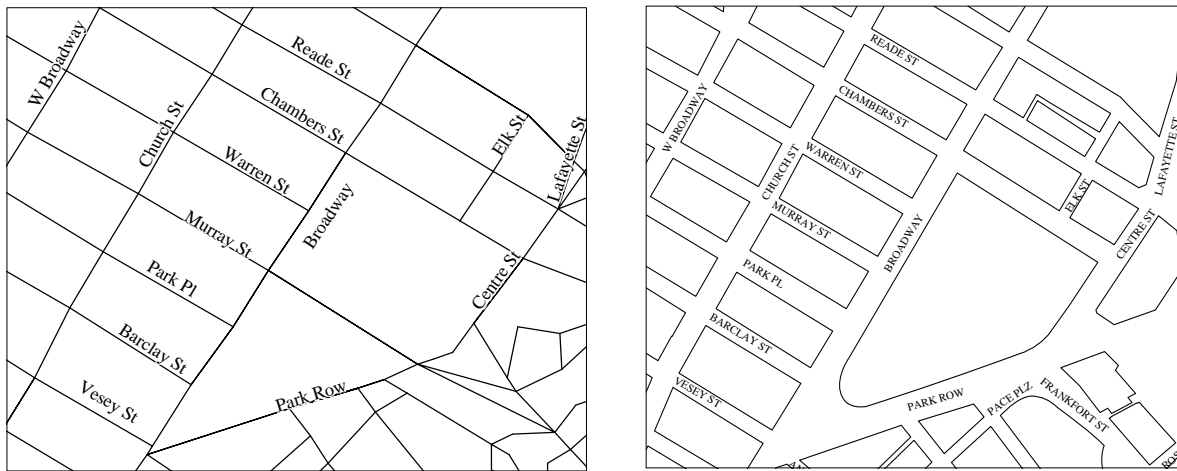 W Broadway
Church St
Reade St
Chambers St
Warren St
Murray St
Park Pl
Barclay St
Vesey St
Broadway
Elk St
Lafayette St
Centre St
Park Row
READE ST
CHAMBERS ST
W BROADWAY
CHURCH ST
WARREN ST
MURRAY ST
PARK PL
BARCLAY ST
VESEY ST
BROADWAY
ELK ST
LAFAYETTE ST
CENTRE ST
PARK ROW
PACE PLZ
FRANKFORT ST